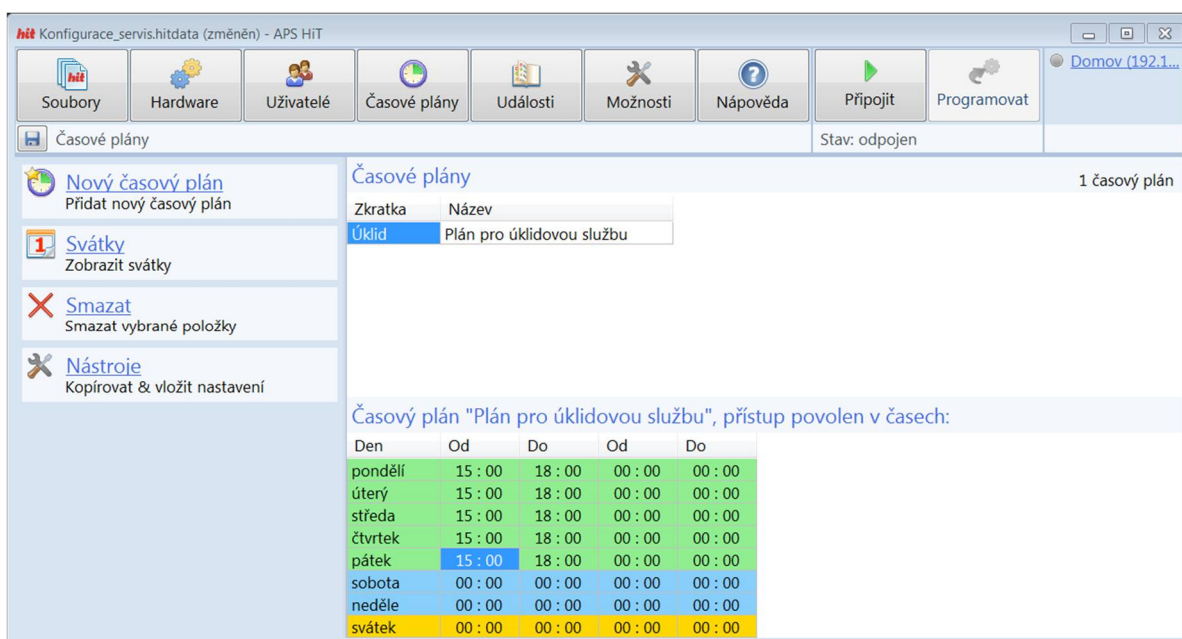 hit Konfigurace_servis.hitdata (změněn) - APS HiT
hit
Soubory Hardware Uživatelé Časové plány Události Možnosti Nápověda Připojit Programovat Domov (192.1...
Časové plány Stav: odpojen
Nový časový plán
Přidat nový časový plán
1 Svátky
Zobrazit svátky
Smazat
Smazat vybrané položky
Nástroje
Kopírovat & vložit nastavení
Časové plány 1 časový plán
Zkratka Název
Úklid Plán pro úklidovou službu
Časový plán "Plán pro úklidovou službu", přístup povolen v časech:
Den Od Do Od Do
pondělí 15 : 00 18 : 00 00 : 00 00 : 00
úterý 15 : 00 18 : 00 00 : 00 00 : 00
středa 15 : 00 18 : 00 00 : 00 00 : 00
čtvrtek 15 : 00 18 : 00 00 : 00 00 : 00
pátek 15 : 00 18 : 00 00 : 00 00 : 00
sobota 00 : 00 00 : 00 00 : 00 00 : 00
neděle 00 : 00 00 : 00 00 : 00 00 : 00
svátek 00 : 00 00 : 00 00 : 00 00 : 00